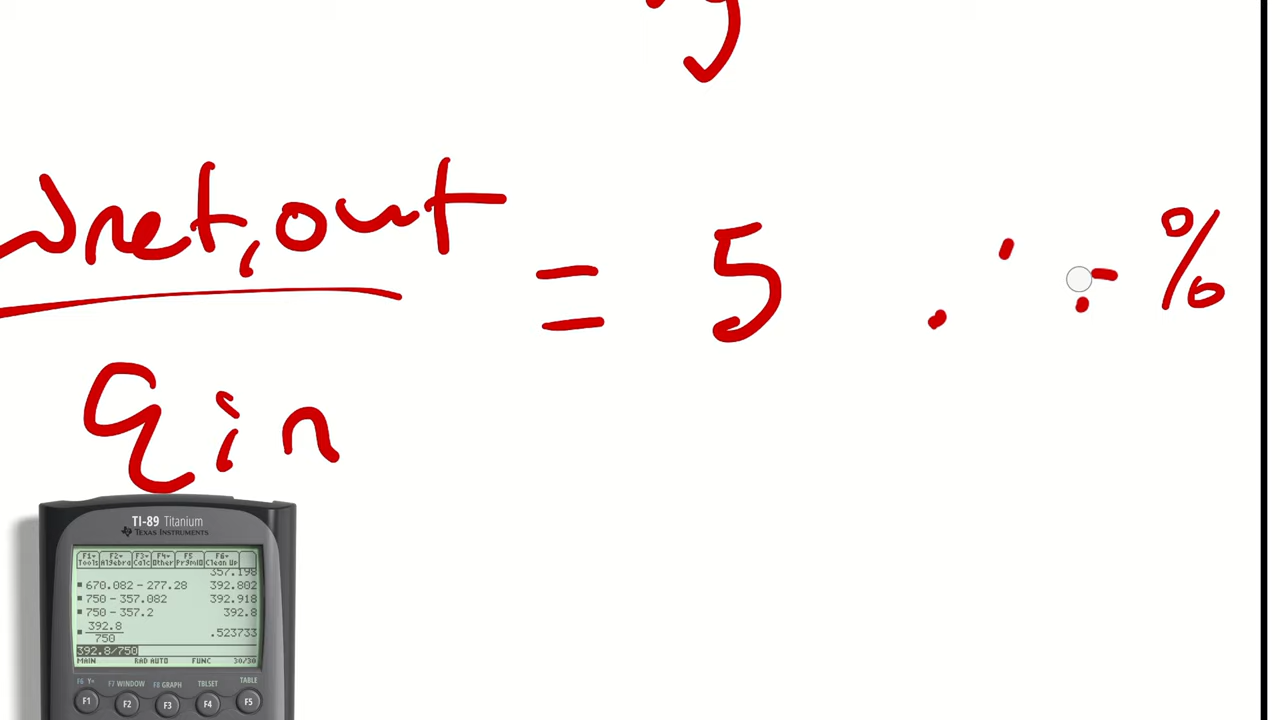 wnet,out
= 5 %
qin
TI-89 Titanium
TEXAS INSTRUMENTS
F1 F2 F3 F4 F5 F6
Tools Algebra Calc Other PrgmIO Clean Up
357.198
670.082 - 277.28 392.802
750 - 357.082 392.918
750 - 357.2 392.8
392.8
750 .523733
392.8/750
MAIN RAD AUTO FUNC 30/30
F6 Y= F7 WINDOW F8 GRAPH TBLSET TABLE
F1 F2 F3 F4 F5